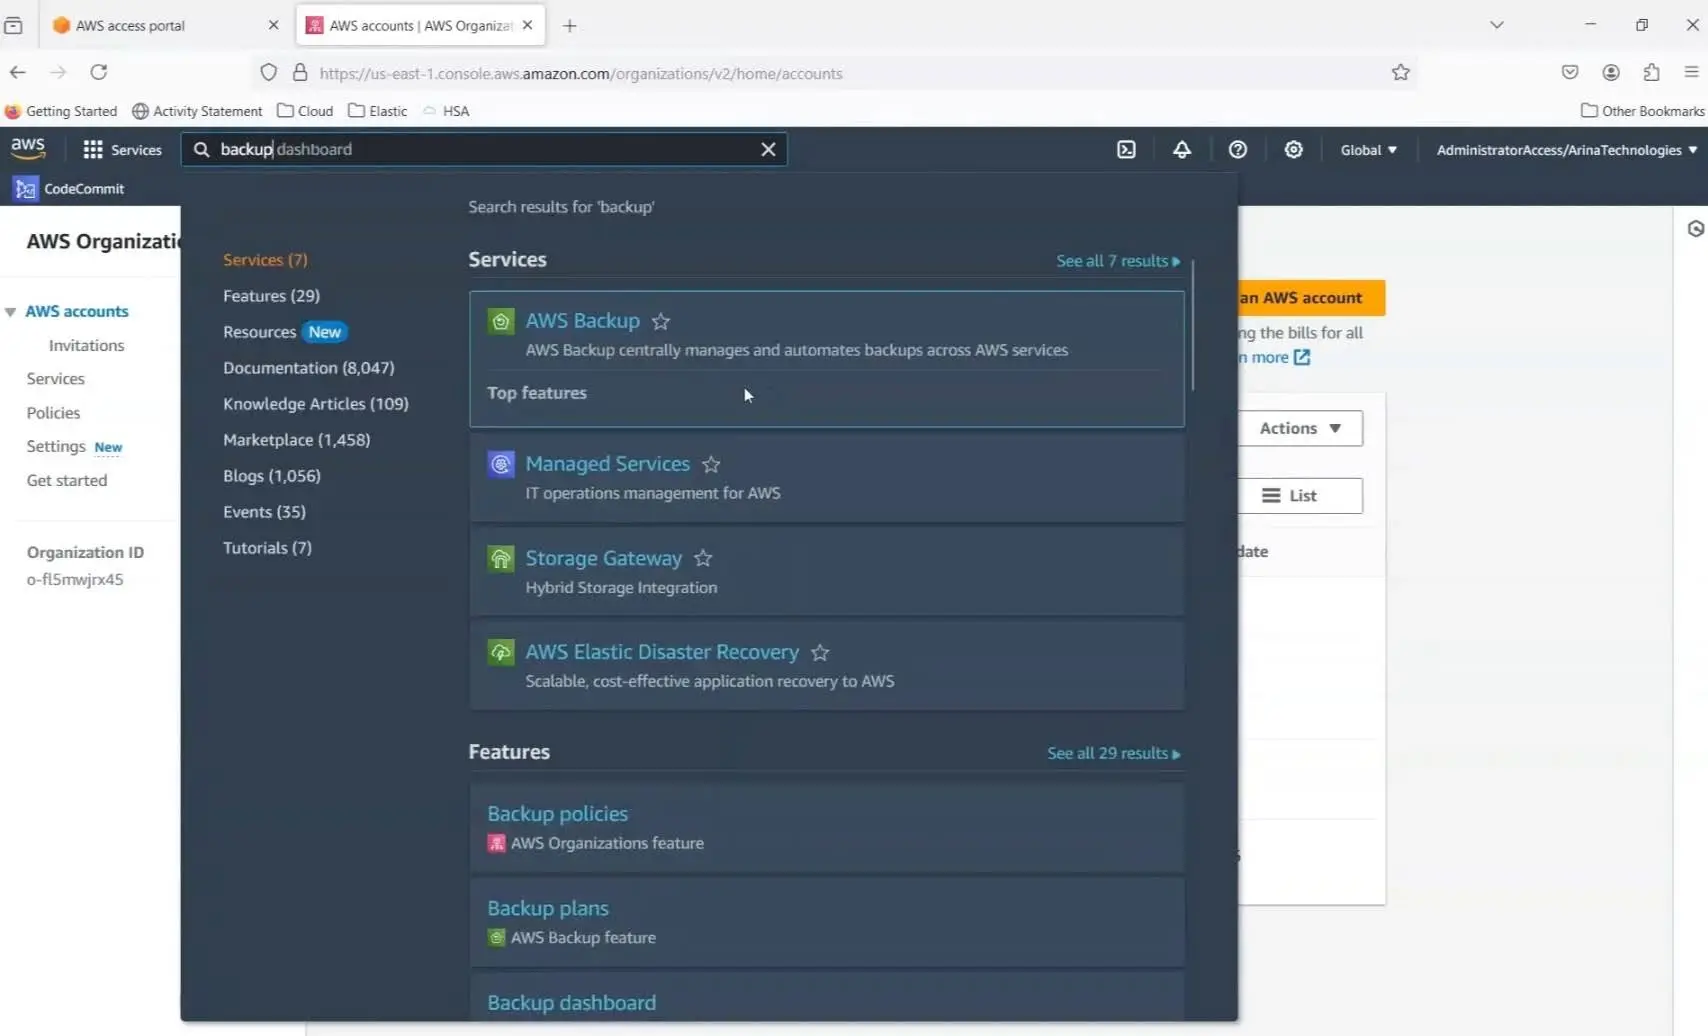 AWS access portal
AWS accounts | AWS Organizat
https://us-east-1.console.aws.amazon.com/organizations/v2/home/accounts
Getting Started
Activity Statement
Cloud
Elastic
HSA
Other Bookmarks
aws
Services
backup dashboard
Global
AdministratorAccess/ArinaTechnologies
CodeCommit
AWS Organizatio
AWS accounts
Invitations
Services
Policies
Settings New
Get started
Organization ID
o-fl5mwjrx45
Search results for 'backup'
Services (7)
Features (29)
Resources New
Documentation (8,047)
Knowledge Articles (109)
Marketplace (1,458)
Blogs (1,056)
Events (35)
Tutorials (7)
Services
See all 7 results
AWS Backup
AWS Backup centrally manages and automates backups across AWS services
Top features
Managed Services
IT operations management for AWS
Storage Gateway
Hybrid Storage Integration
AWS Elastic Disaster Recovery
Scalable, cost-effective application recovery to AWS
Features
See all 29 results
Backup policies
AWS Organizations feature
Backup plans
AWS Backup feature
Backup dashboard
an AWS account
ng the bills for all
n more
Actions
List
date